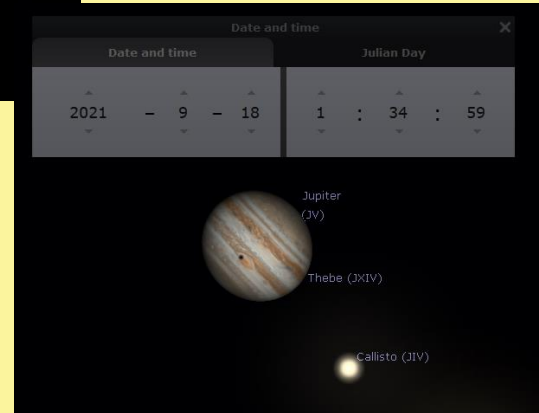 Date and time
Date and time Julian Day
2021 - 9 - 18 1 : 34 : 59
Jupiter
(JV)
Thebe (JXIV)
Callisto (JIV)